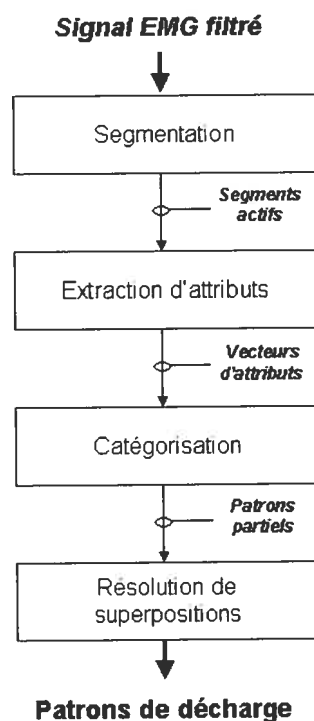 Signal EMG filtré
Segmentation
Segments
actifs
Extraction d'attributs
Vecteurs
d'attributs
Catégorisation
Patrons
partiels
Résolution de
superpositions
Patrons de décharge